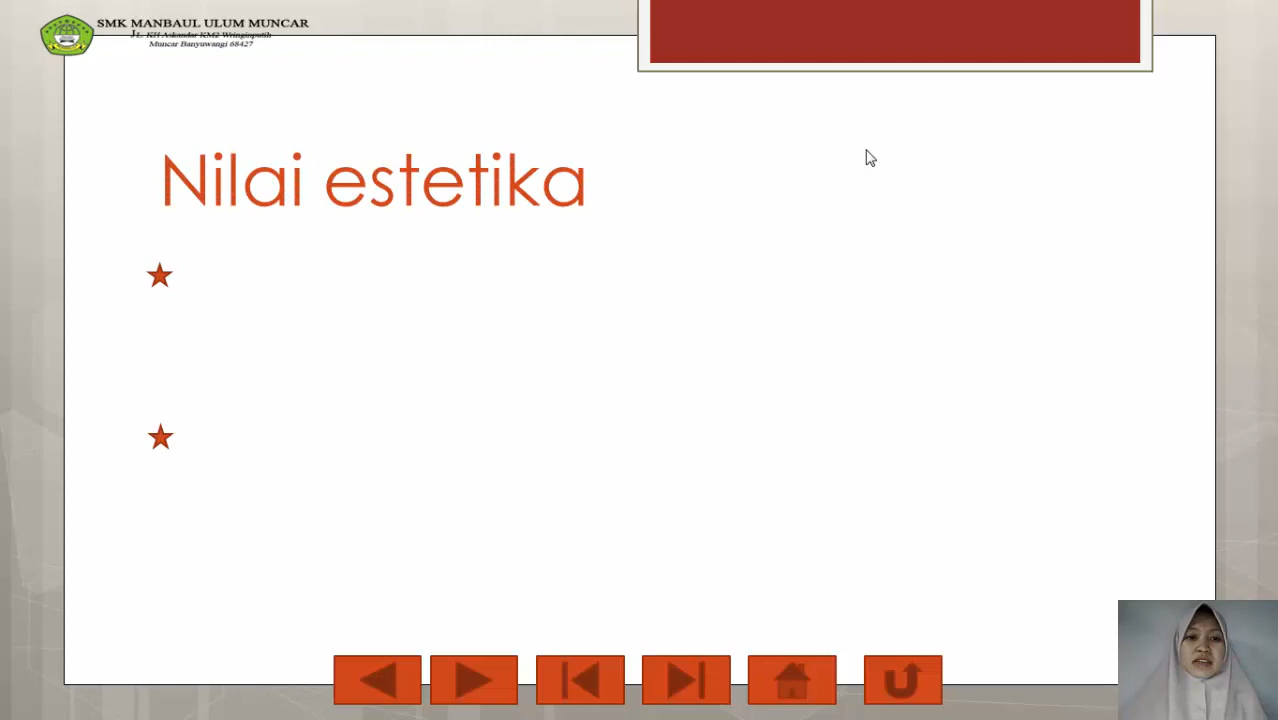 SMK MANBAUL ULUM MUNCAR
JL. KH Askandar KM2 Wringinputih
Muncar Banyuwangi 68427
Nilai estetika